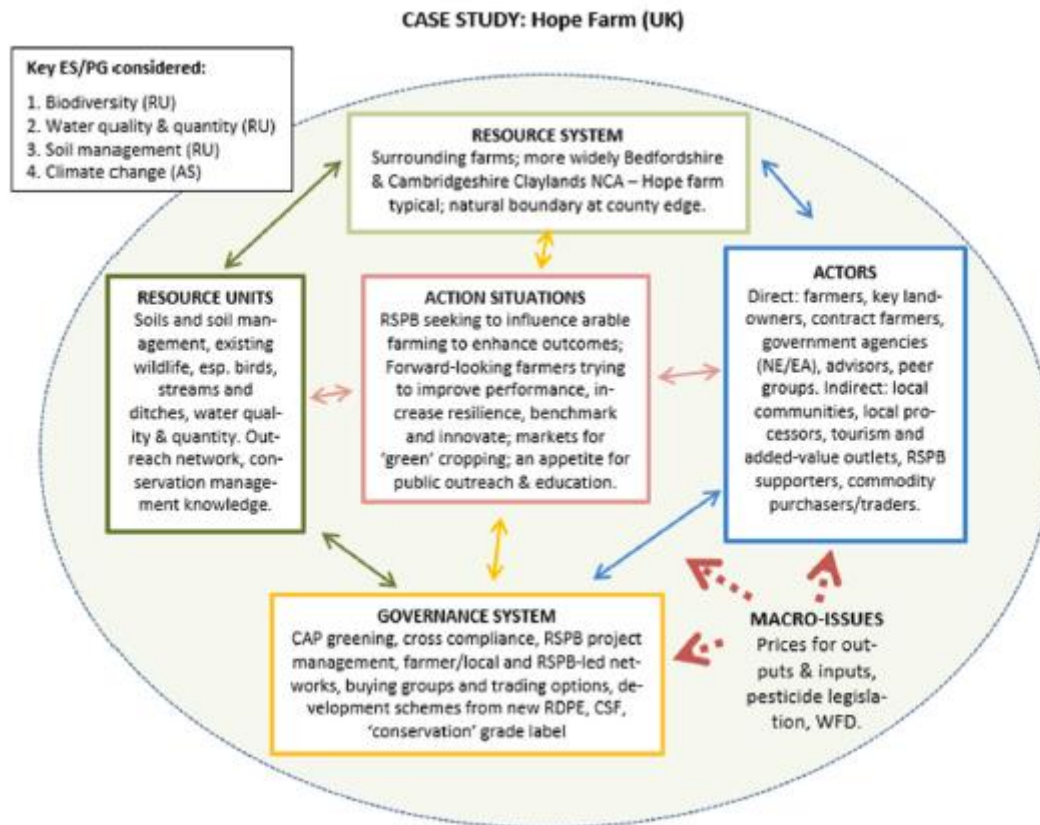 CASE STUDY: Hope Farm (UK)
Key ES/PG considered:
1. Biodiversity (RU)
2. Water quality & quantity (RU)
3. Soil management (RU)
4. Climate change (AS)
RESOURCE SYSTEM
Surrounding farms; more widely Bedfordshire
& Cambridgeshire Claylands NCA – Hope farm
typical; natural boundary at county edge.
RESOURCE UNITS
Soils and soil man-
agement, existing
wildlife, esp. birds,
streams and
ditches, water qual-
ity & quantity. Out-
reach network, con-
servation manage-
ment knowledge.
ACTION SITUATIONS
RSPB seeking to influence arable
farming to enhance outcomes;
Forward-looking farmers trying
to improve performance, in-
crease resilience, benchmark
and innovate; markets for
'green' cropping; an appetite for
public outreach & education.
ACTORS
Direct: farmers, key land-
owners, contract farmers,
government agencies
(NE/EA), advisors, peer
groups. Indirect: local
communities, local pro-
cessors, tourism and
added-value outlets, RSPB
supporters, commodity
purchasers/traders.
GOVERNANCE SYSTEM
CAP greening, cross compliance, RSPB project
management, farmer/local and RSPB-led net-
works, buying groups and trading options, de-
velopment schemes from new RDPE, CSF,
'conservation' grade label
MACRO-ISSUES
Prices for out-
puts & inputs,
pesticide legisla-
tion, WFD.